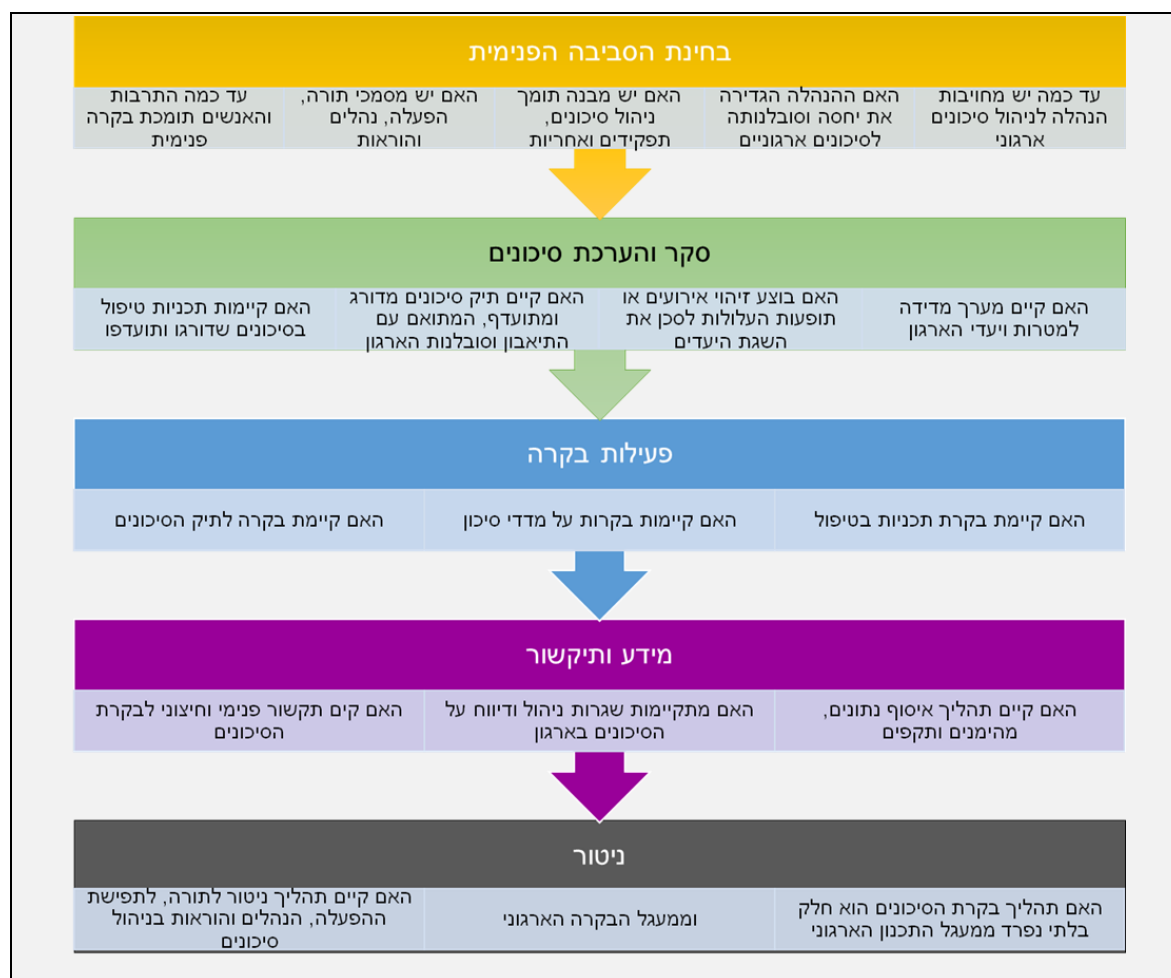 בחינת הסביבה הפנימית
עד כמה יש מחויבות
הנהלה לניהול סיכונים
ארגוני
האם ההנהלה הגדירה
את יחסה וסובלנותה
לסיכונים ארגוניים
האם יש מבנה תומך
ניהול סיכונים,
תפקידים ואחריות
האם יש מסמכי תורה,
הפעלה, נהלים
והוראות
עד כמה התרבות
והאנשים תומכת בקרה
פנימית
סקר והערכת סיכונים
האם קיים מערך מדידה
למטרות ויעדי הארגון
האם בוצע זיהוי אירועים או
תופעות העלולות לסכן את
השגת היעדים
האם קיים תיק סיכונים מדורג
ומתועדף, המתואם עם
התיאבון וסובלנות הארגון
האם קיימות תכניות טיפול
בסיכונים שדורגו ותועדפו
פעילות בקרה
האם קיימת בקרת תכניות בטיפול
האם קיימות בקרות על מדדי סיכון
האם קיימת בקרה לתיק הסיכונים
מידע ותיקשור
האם קיים תהליך איסוף נתונים,
מהימנים ותקפים
האם מתקיימות שגרות ניהול ודיווח על
הסיכונים בארגון
האם קים תקשור פנימי וחיצוני לבקרת
הסיכונים
ניטור
האם תהליך בקרת הסיכונים הוא חלק
בלתי נפרד ממעגל התכנון הארגוני
וממעגל הבקרה הארגוני
האם קיים תהליך ניטור לתורה, לתפישת
ההפעלה, הנהלים והוראות בניהול
סיכונים